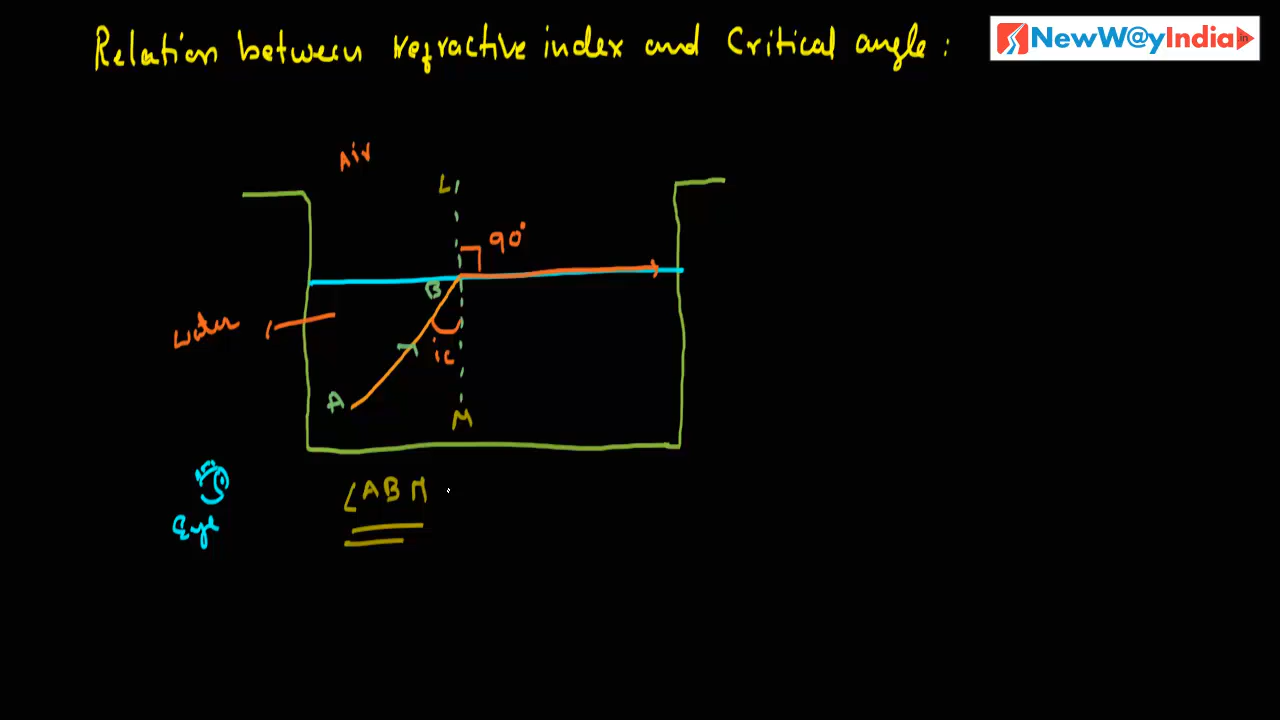 Relation between refractive index and Critical angle :
NewW@yIndia.in
Air
L
90°
B
water
ic
A
M
∠ABM
Eye